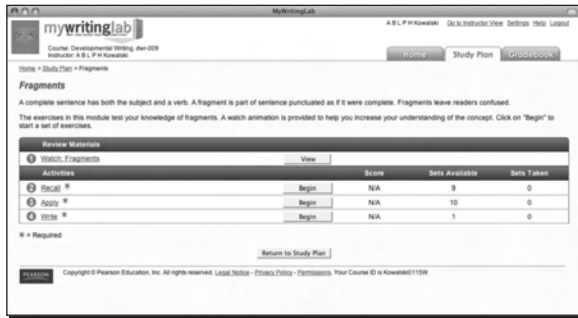 MyWritingLab
mywritinglab
A B L P H Kowalski Go to Instructor View Settings Help Logout
Course: Developmental Writing, dwr-009
Instructor: A B L P H Kowalski
Home Study Plan Gradebook
Home > Study Plan > Fragments
Fragments
A complete sentence has both the subject and a verb. A fragment is part of sentence punctuated as if it were complete. Fragments leave readers confused.
The exercises in this module test your knowledge of fragments. A watch animation is provided to help you increase your understanding of the concept. Click on "Begin" to
start a set of exercises.
Review Materials
1 Watch: Fragments View
Activities Score Sets Available Sets Taken
2 Recall * Begin N/A 9 0
3 Apply * Begin N/A 10 0
4 Write * Begin N/A 1 0
* = Required
Return to Study Plan
PEARSON Copyright © Pearson Education, Inc. All rights reserved. Legal Notice - Privacy Policy - Permissions. Your Course ID is Kowalski0115W